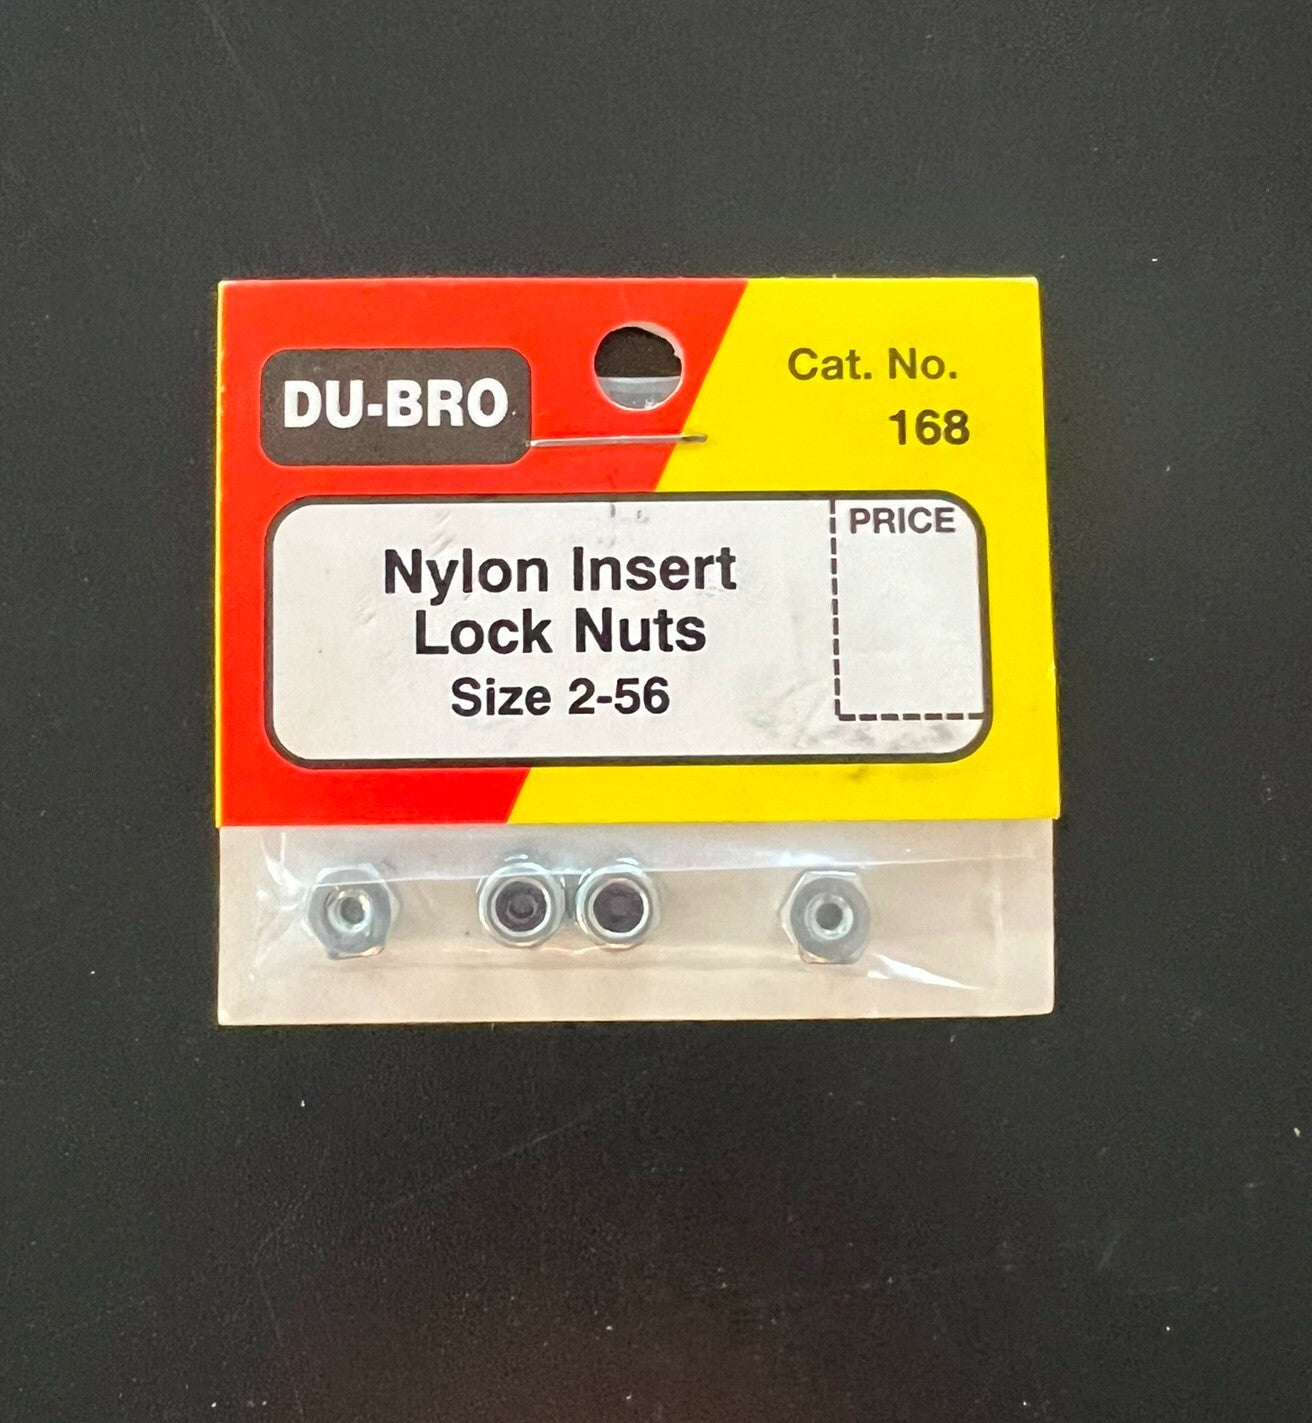 DU-BRO
Cat. No.
168
PRICE
Nylon Insert
Lock Nuts
Size 2-56